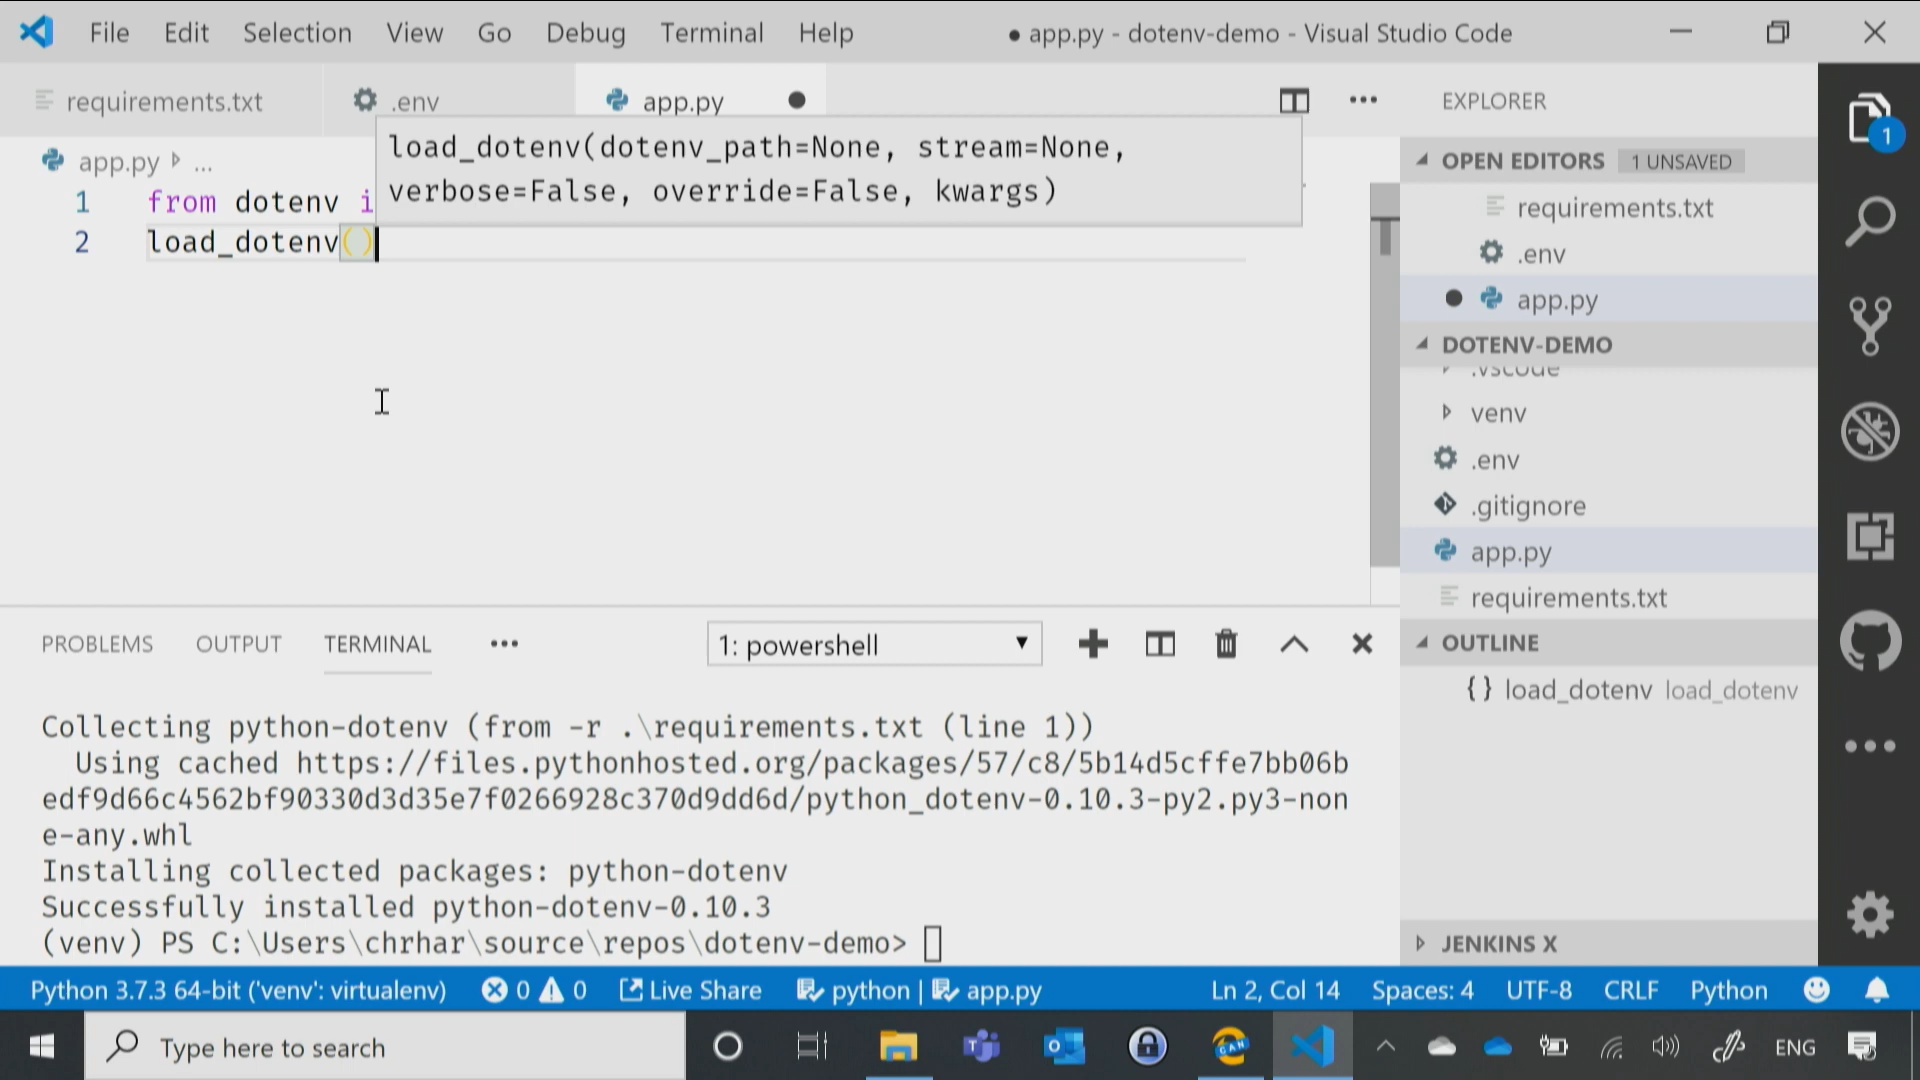 File Edit Selection View Go Debug Terminal Help ● app.py - dotenv-demo - Visual Studio Code
requirements.txt .env app.py
app.py ...
load_dotenv(dotenv_path=None, stream=None,
verbose=False, override=False, kwargs)
1 from dotenv i
2 load_dotenv()
EXPLORER
1
OPEN EDITORS 1 UNSAVED
requirements.txt
.env
app.py
DOTENV-DEMO
.vscode
venv
.env
.gitignore
app.py
requirements.txt
OUTLINE
{} load_dotenv load_dotenv
JENKINS X
PROBLEMS OUTPUT TERMINAL ••• 1: powershell
Collecting python-dotenv (from -r .\requirements.txt (line 1))
Using cached https://files.pythonhosted.org/packages/57/c8/5b14d5cffe7bb06b
edf9d66c4562bf90330d3d35e7f0266928c370d9dd6d/python_dotenv-0.10.3-py2.py3-non
e-any.whl
Installing collected packages: python-dotenv
Successfully installed python-dotenv-0.10.3
(venv) PS C:\Users\chrhar\source\repos\dotenv-demo>
Python 3.7.3 64-bit ('venv': virtualenv) 0 0 Live Share python | app.py Ln 2, Col 14 Spaces: 4 UTF-8 CRLF Python
Type here to search CAN ENG